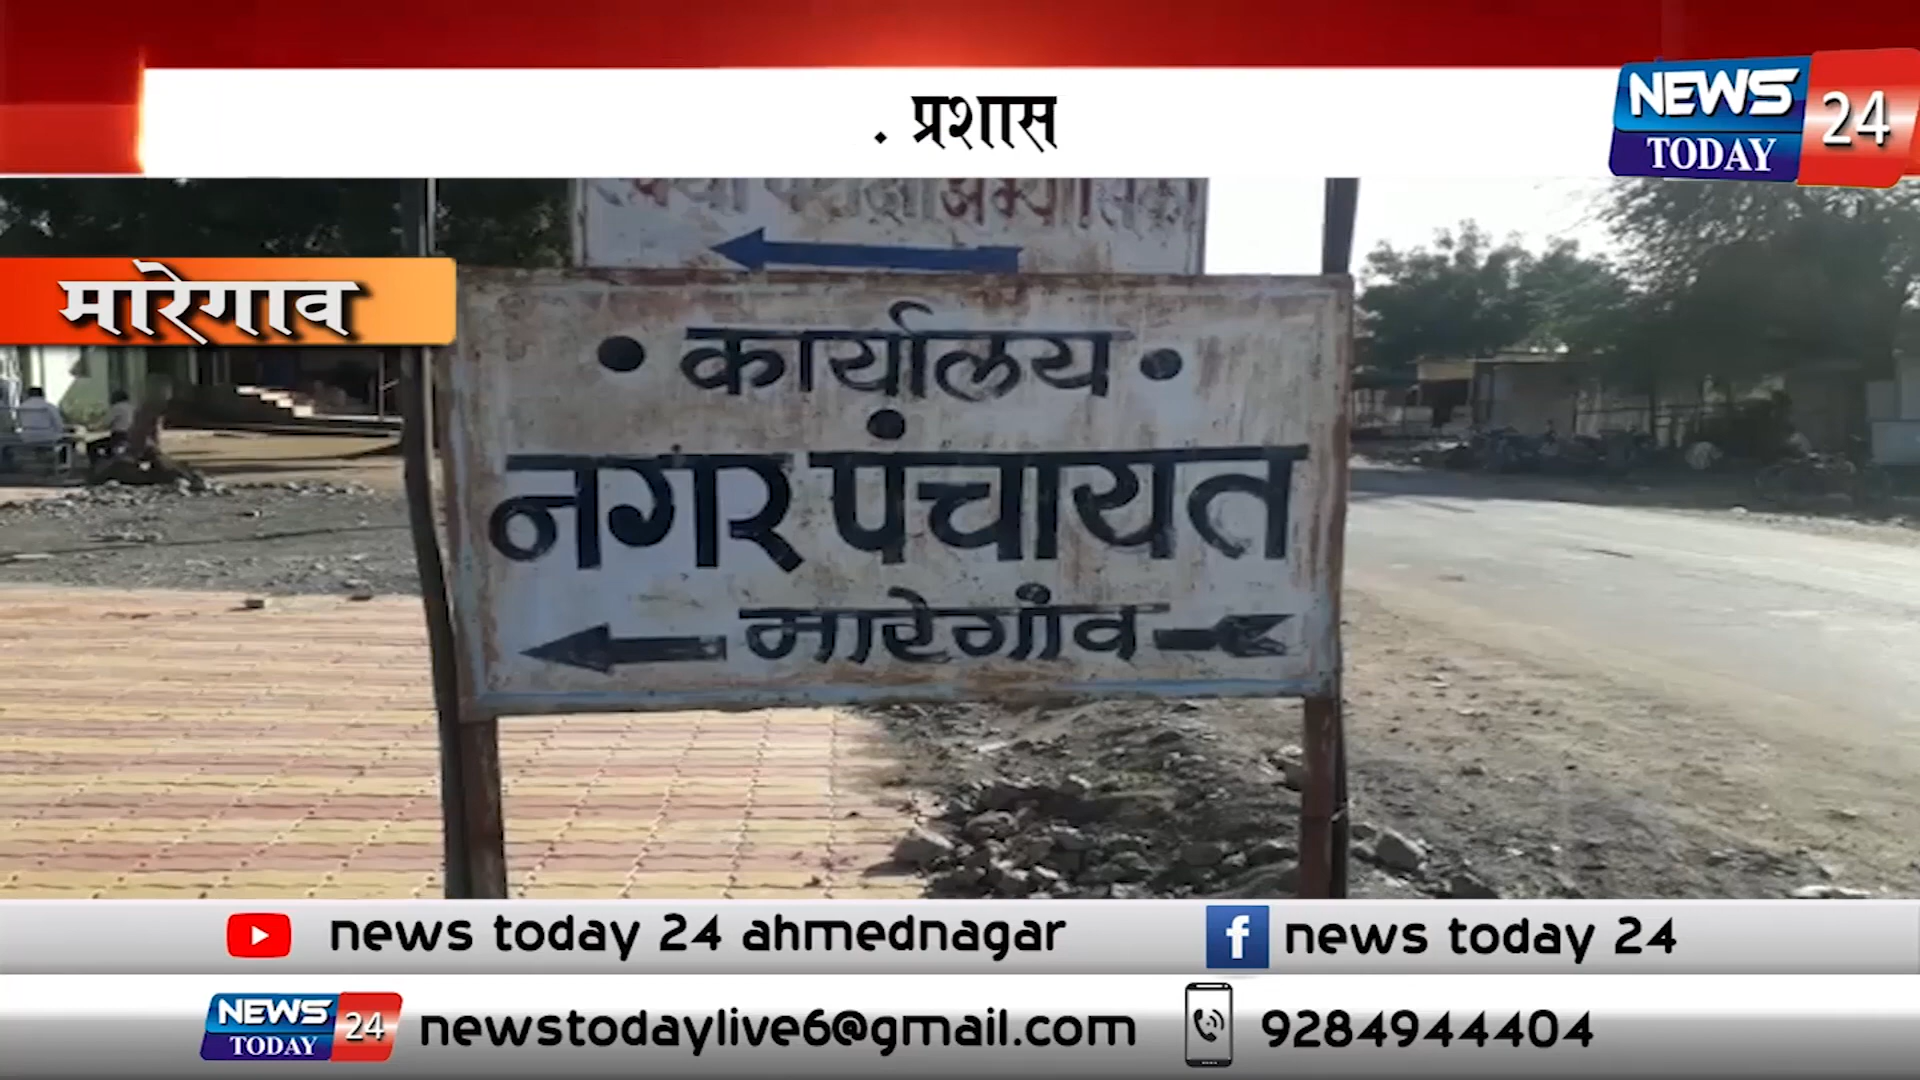 . प्रशास
NEWS
TODAY
24
मारेगाव
• कार्यालय •
नगर पंचायत
मारेगांव
news today 24 ahmednagar
news today 24
NEWS
TODAY
24
newstodaylive6@gmail.com
9284944404